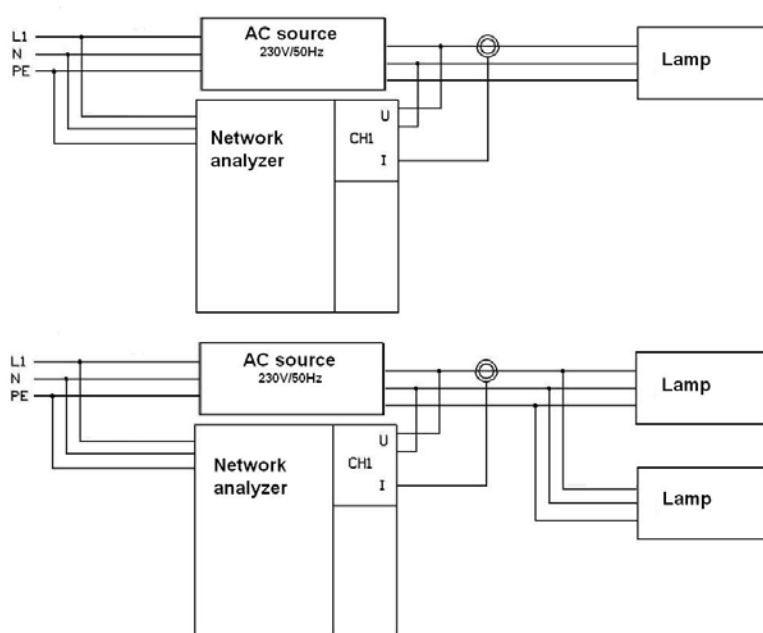 L1
N
PE
AC source
230V/50Hz
Lamp
Network
analyzer
U
CH1
I
L1
N
PE
AC source
230V/50Hz
Lamp
Network
analyzer
U
CH1
I
Lamp